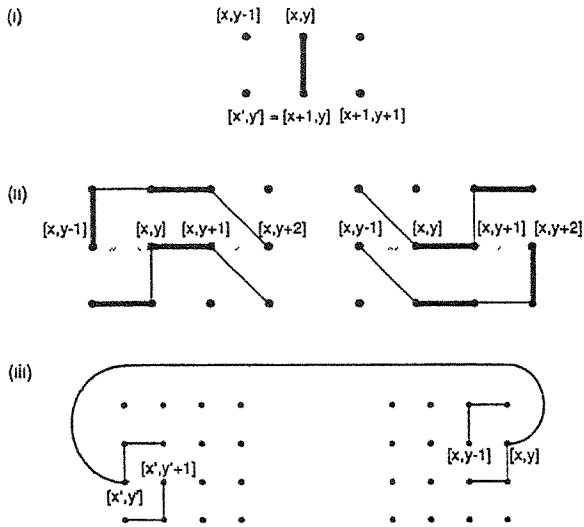 (i)
[x,y-1] [x,y]
[x',y'] = [x+1,y] [x+1,y+1]
(ii)
[x,y-1] [x,y] [x,y+1] [x,y+2] [x,y-1] [x,y] [x,y+1] [x,y+2]
(iii)
[x',y'+1] [x,y-1] [x,y]
[x',y']